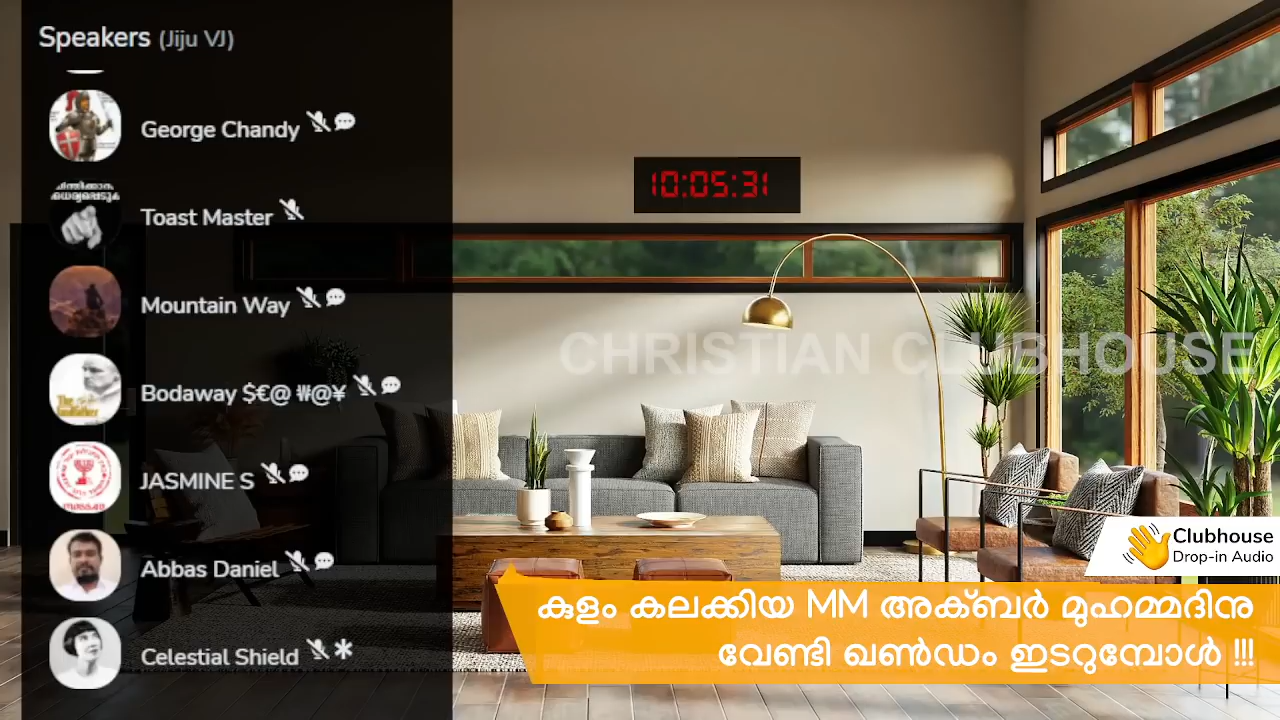 Speakers (Jiju VJ)
George Chandy
Toast Master
Mountain Way
Bodaway $€@ ₩@¥
JASMINE S
Abbas Daniel
Celestial Shield
10:05:31
CHRISTIAN CLUBHOUSE
Clubhouse
Drop-in Audio
കുളം കലക്കിയ MM അക്ബർ മുഹമ്മദിനു
വേണ്ടി ഖൺഡം ഇടറുമ്പോൾ !!!